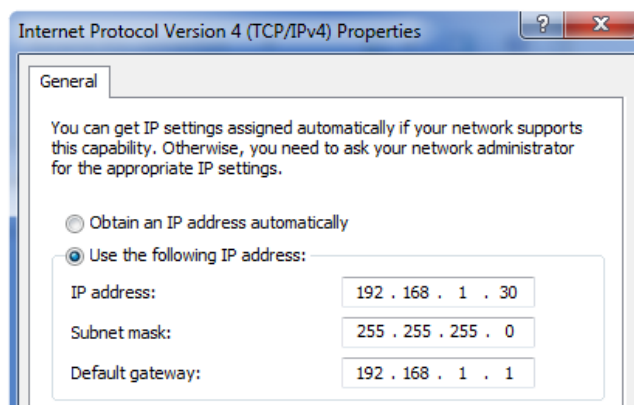 Internet Protocol Version 4 (TCP/IPv4) Properties
?
General
You can get IP settings assigned automatically if your network supports
this capability. Otherwise, you need to ask your network administrator
for the appropriate IP settings.
Obtain an IP address automatically
Use the following IP address:
IP address: 192 . 168 . 1 . 30
Subnet mask: 255 . 255 . 255 . 0
Default gateway: 192 . 168 . 1 . 1